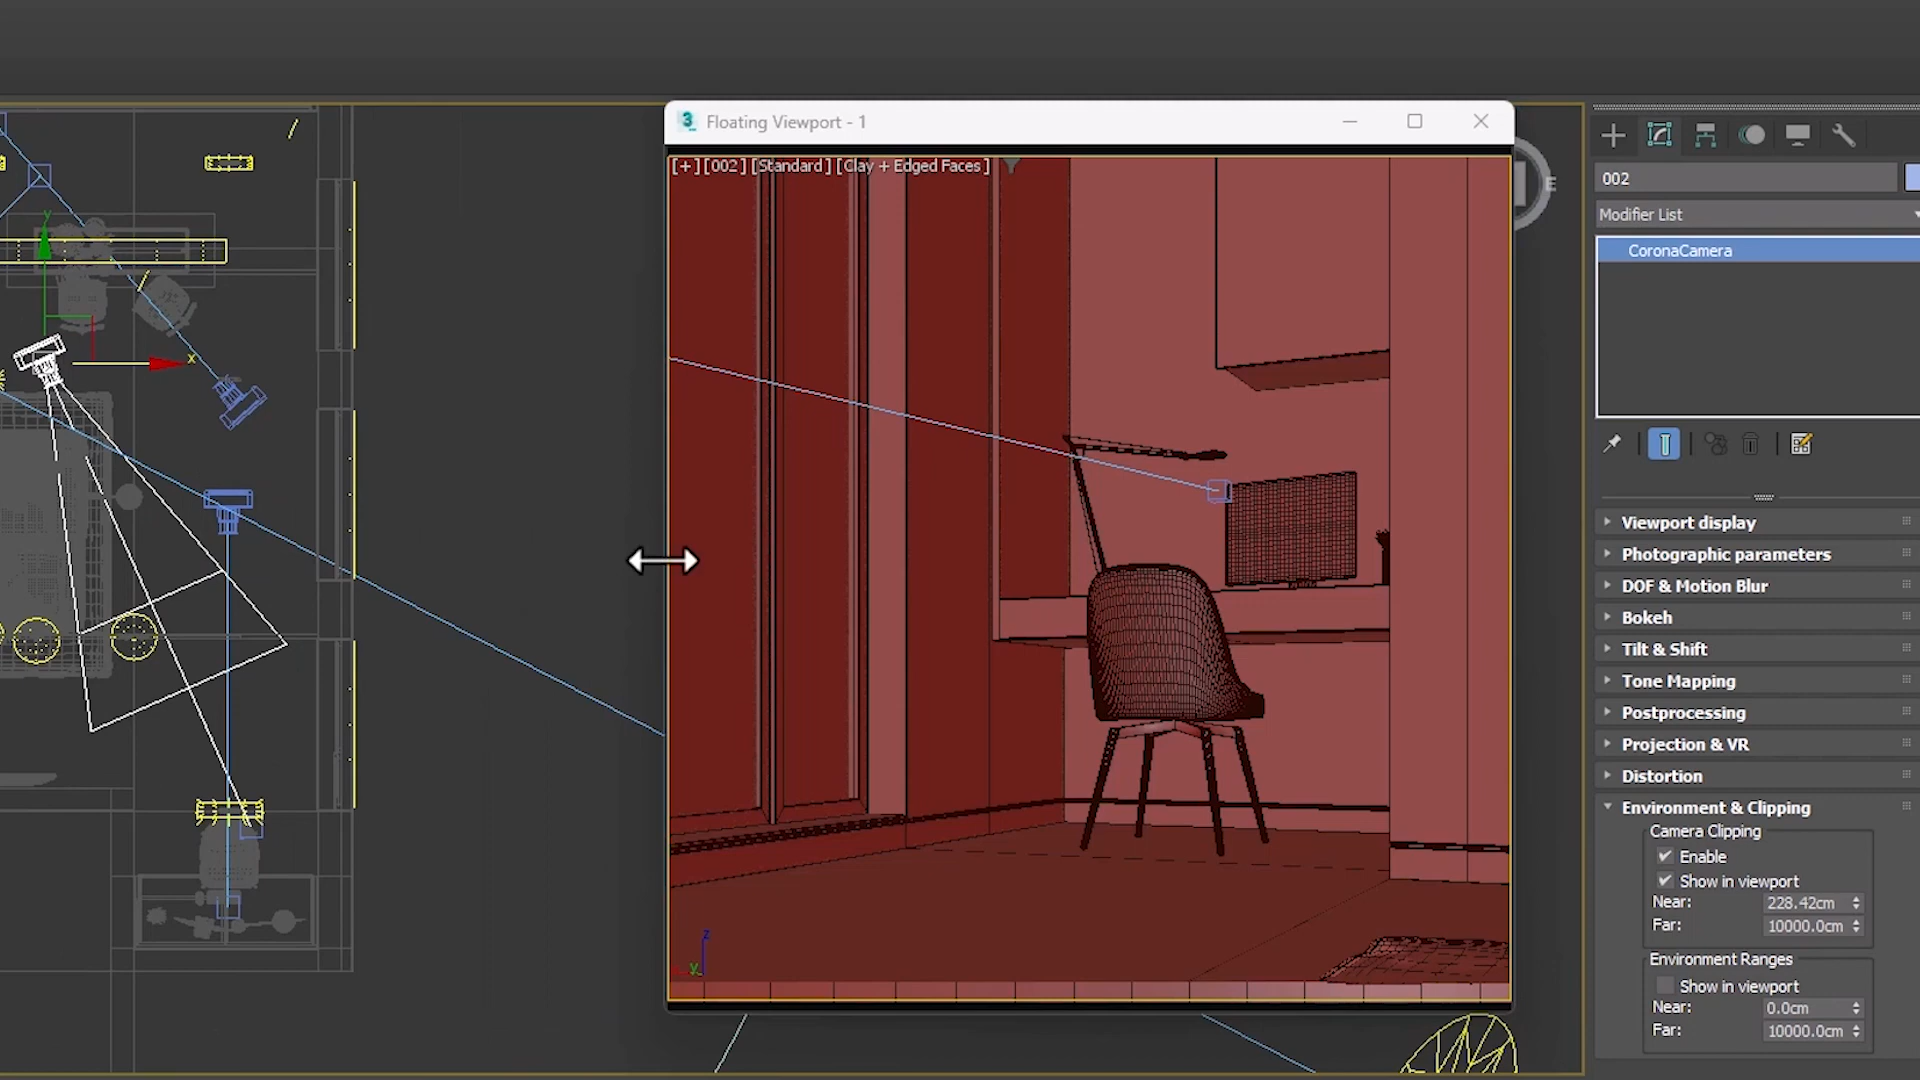 3 Floating Viewport - 1
[+] [002] [Standard] [Clay + Edged Faces]
y
x
z
y
E
002
Modifier List
CoronaCamera
Viewport display
Photographic parameters
DOF & Motion Blur
Bokeh
Tilt & Shift
Tone Mapping
Postprocessing
Projection & VR
Distortion
Environment & Clipping
Camera Clipping
Enable
Show in viewport
Near: 228.42cm
Far: 10000.0cm
Environment Ranges
Show in viewport
Near: 0.0cm
Far: 10000.0cm